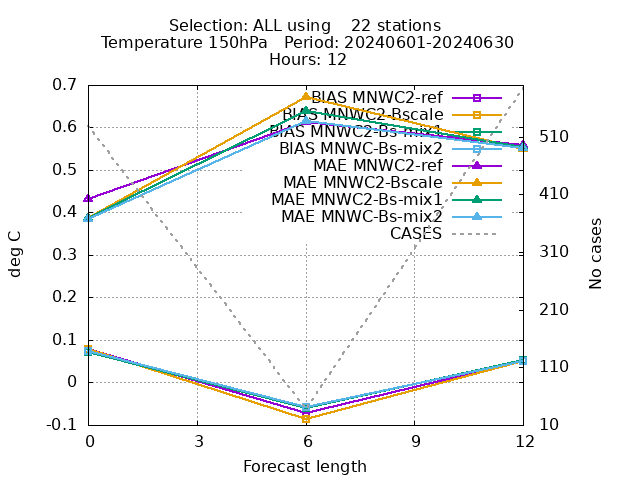 Selection: ALL using    22 stations
Temperature 150hPa   Period: 20240601-20240630
Hours: 12
BIAS MNWC2-ref
BIAS MNWC2-Bscale
BIAS MNWC2-Bs-mix1
BIAS MNWC-Bs-mix2
MAE MNWC2-ref
MAE MNWC2-Bscale
MAE MNWC2-Bs-mix1
MAE MNWC-Bs-mix2
CASES
0.7
0.6
0.5
0.4
0.3
0.2
0.1
0
-0.1
deg C
510
410
310
210
110
10
No cases
0 3 6 9 12
Forecast length